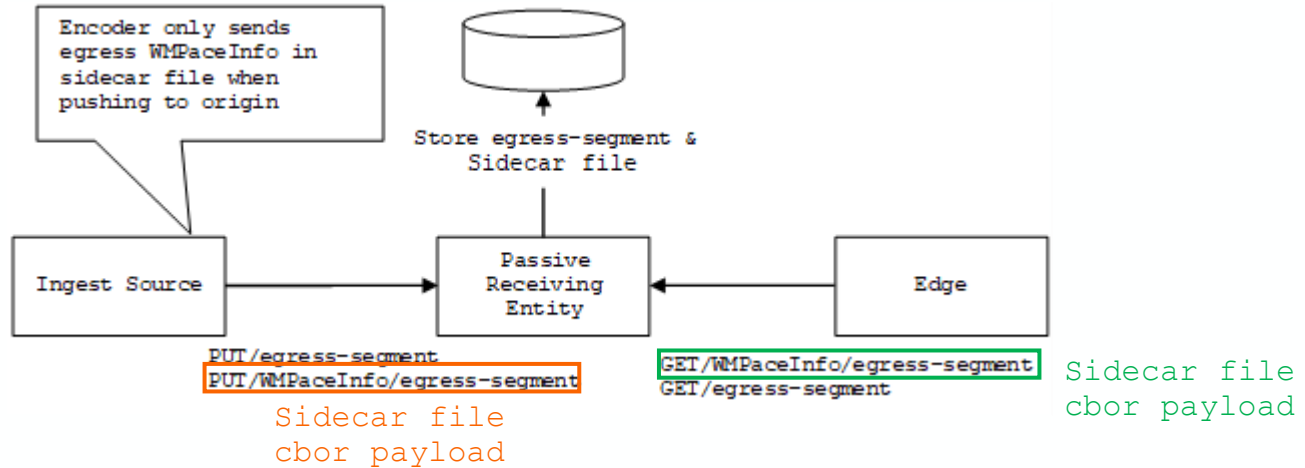 Encoder only sends
egress WMPaceInfo in
sidecar file when
pushing to origin
Store egress-segment &
Sidecar file
Ingest Source
Passive
Receiving
Entity
Edge
PUT/egress-segment
PUT/WMPaceInfo/egress-segment
Sidecar file
cbor payload
GET/WMPaceInfo/egress-segment
GET/egress-segment
Sidecar file
cbor payload